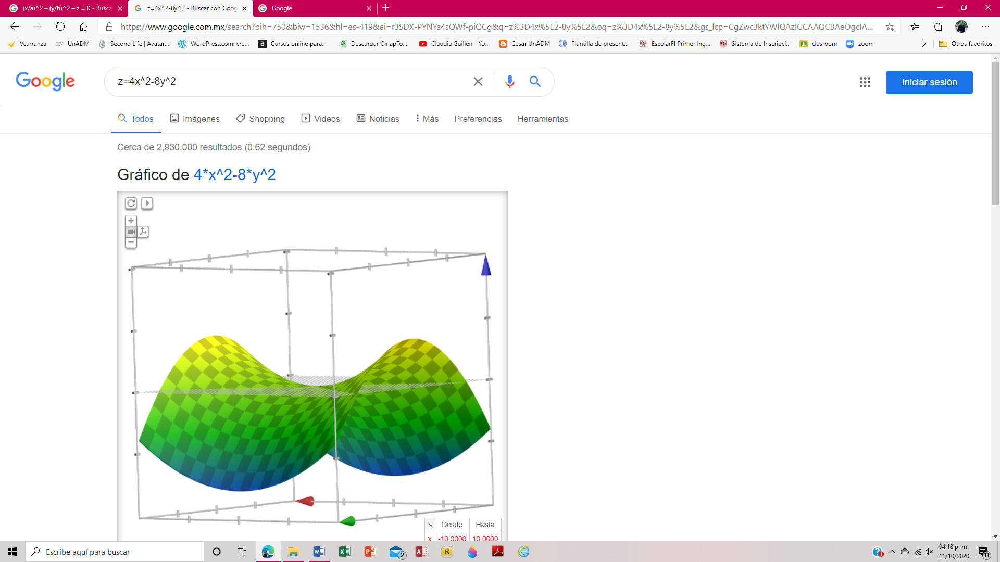 (x/a)^2 – (y/b)^2 – z = 0 - Busca
z=4x^2-8y^2 - Buscar con Goog
Google
https://www.google.com.mx/search?bih=750&biw=1536&hl=es-419&ei=r3SDX-PYNYa4sQWf-piQCg&q=z%3D4x%5E2-8y%5E2&oq=z%3D4x%5E2-8y%5E2&gs_lcp=CgZwc3ktYWIQAzIGCAAQCBAeOgcIA...
Vcarranza
UnADM
Second Life | Avatar...
WordPress.com: cre...
Cursos online para...
Descargar CmapTo...
Claudia Guillén - Yo...
Cesar UnADM
Plantilla de present...
EscolarFI Primer Ing...
Sistema de Inscripci...
clasroom
zoom
Otros favoritos
Google
z=4x^2-8y^2
Iniciar sesión
Todos
Imágenes
Shopping
Videos
Noticias
Más
Preferencias
Herramientas
Cerca de 2,930,000 resultados (0.62 segundos)
Gráfico de 4*x^2-8*y^2
Desde Hasta
x -10.0000 10.0000
Escribe aquí para buscar
2
04:18 p. m.
11/10/2020
11